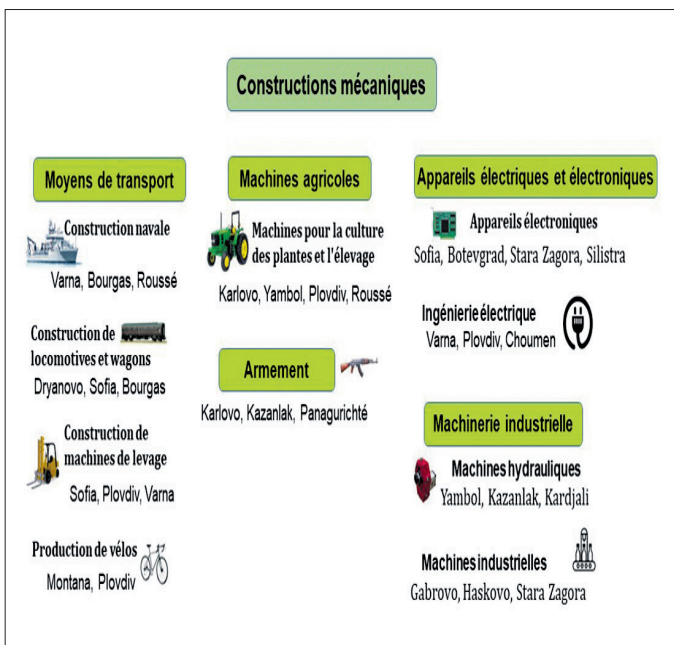 Constructions mécaniques
Moyens de transport
Construction navale
Varna, Bourgas, Roussé
Construction de
locomotives et wagons
Dryanovo, Sofia, Bourgas
Construction de
machines de levage
Sofia, Plovdiv, Varna
Production de vélos
Montana, Plovdiv
Machines agricoles
Machines pour la culture
des plantes et l'élevage
Karlovo, Yambol, Plovdiv, Roussé
Armement
Karlovo, Kazanlak, Panagurichté
Appareils électriques et électroniques
Appareils électroniques
Sofia, Botevgrad, Stara Zagora, Silistra
Ingénierie électrique
Varna, Plovdiv, Choumen
Machinerie industrielle
Machines hydrauliques
Yambol, Kazanlak, Kardjali
Machines industrielles
Gabrovo, Haskovo, Stara Zagora